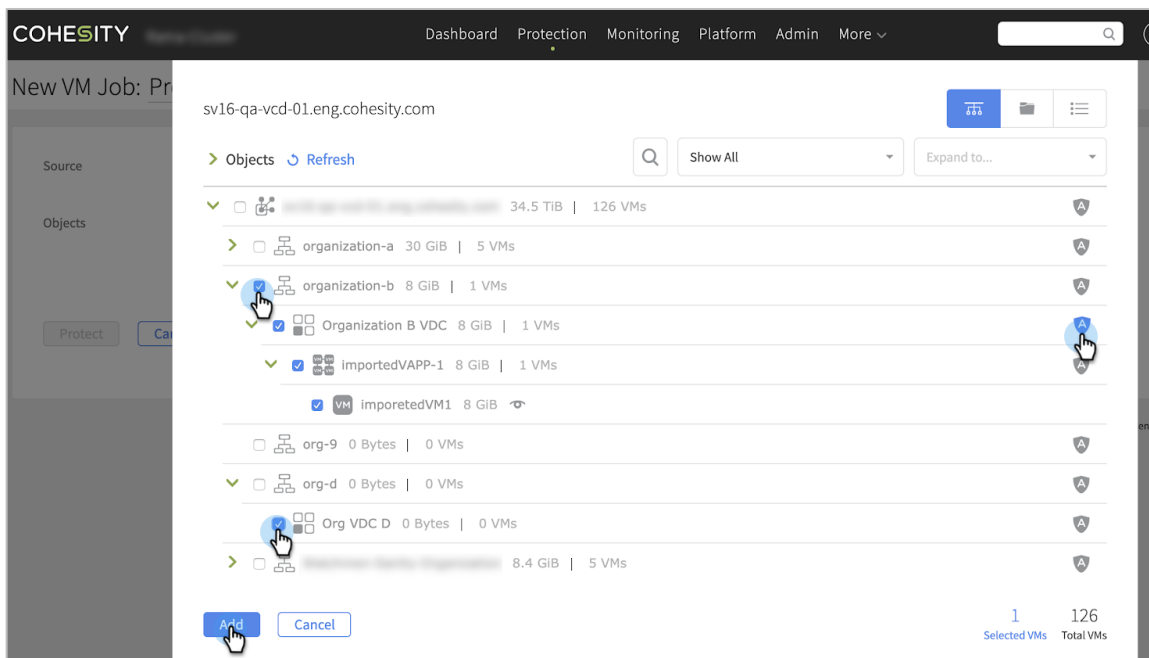 COHESITY Dashboard Protection Monitoring Platform Admin More
New VM Job: Pr
sv16-qa-vcd-01.eng.cohesity.com
Source
Objects Refresh Show All Expand to...
34.5 TiB | 126 VMs
Objects
organization-a 30 GiB | 5 VMs
organization-b 8 GiB | 1 VMs
Protect Organization B VDC 8 GiB | 1 VMs
importedVAPP-1 8 GiB | 1 VMs
VM imporetedVM1 8 GiB
org-9 0 Bytes | 0 VMs
org-d 0 Bytes | 0 VMs
Org VDC D 0 Bytes | 0 VMs
8.4 GiB | 5 VMs
Add Cancel 1 126
Selected VMs Total VMs